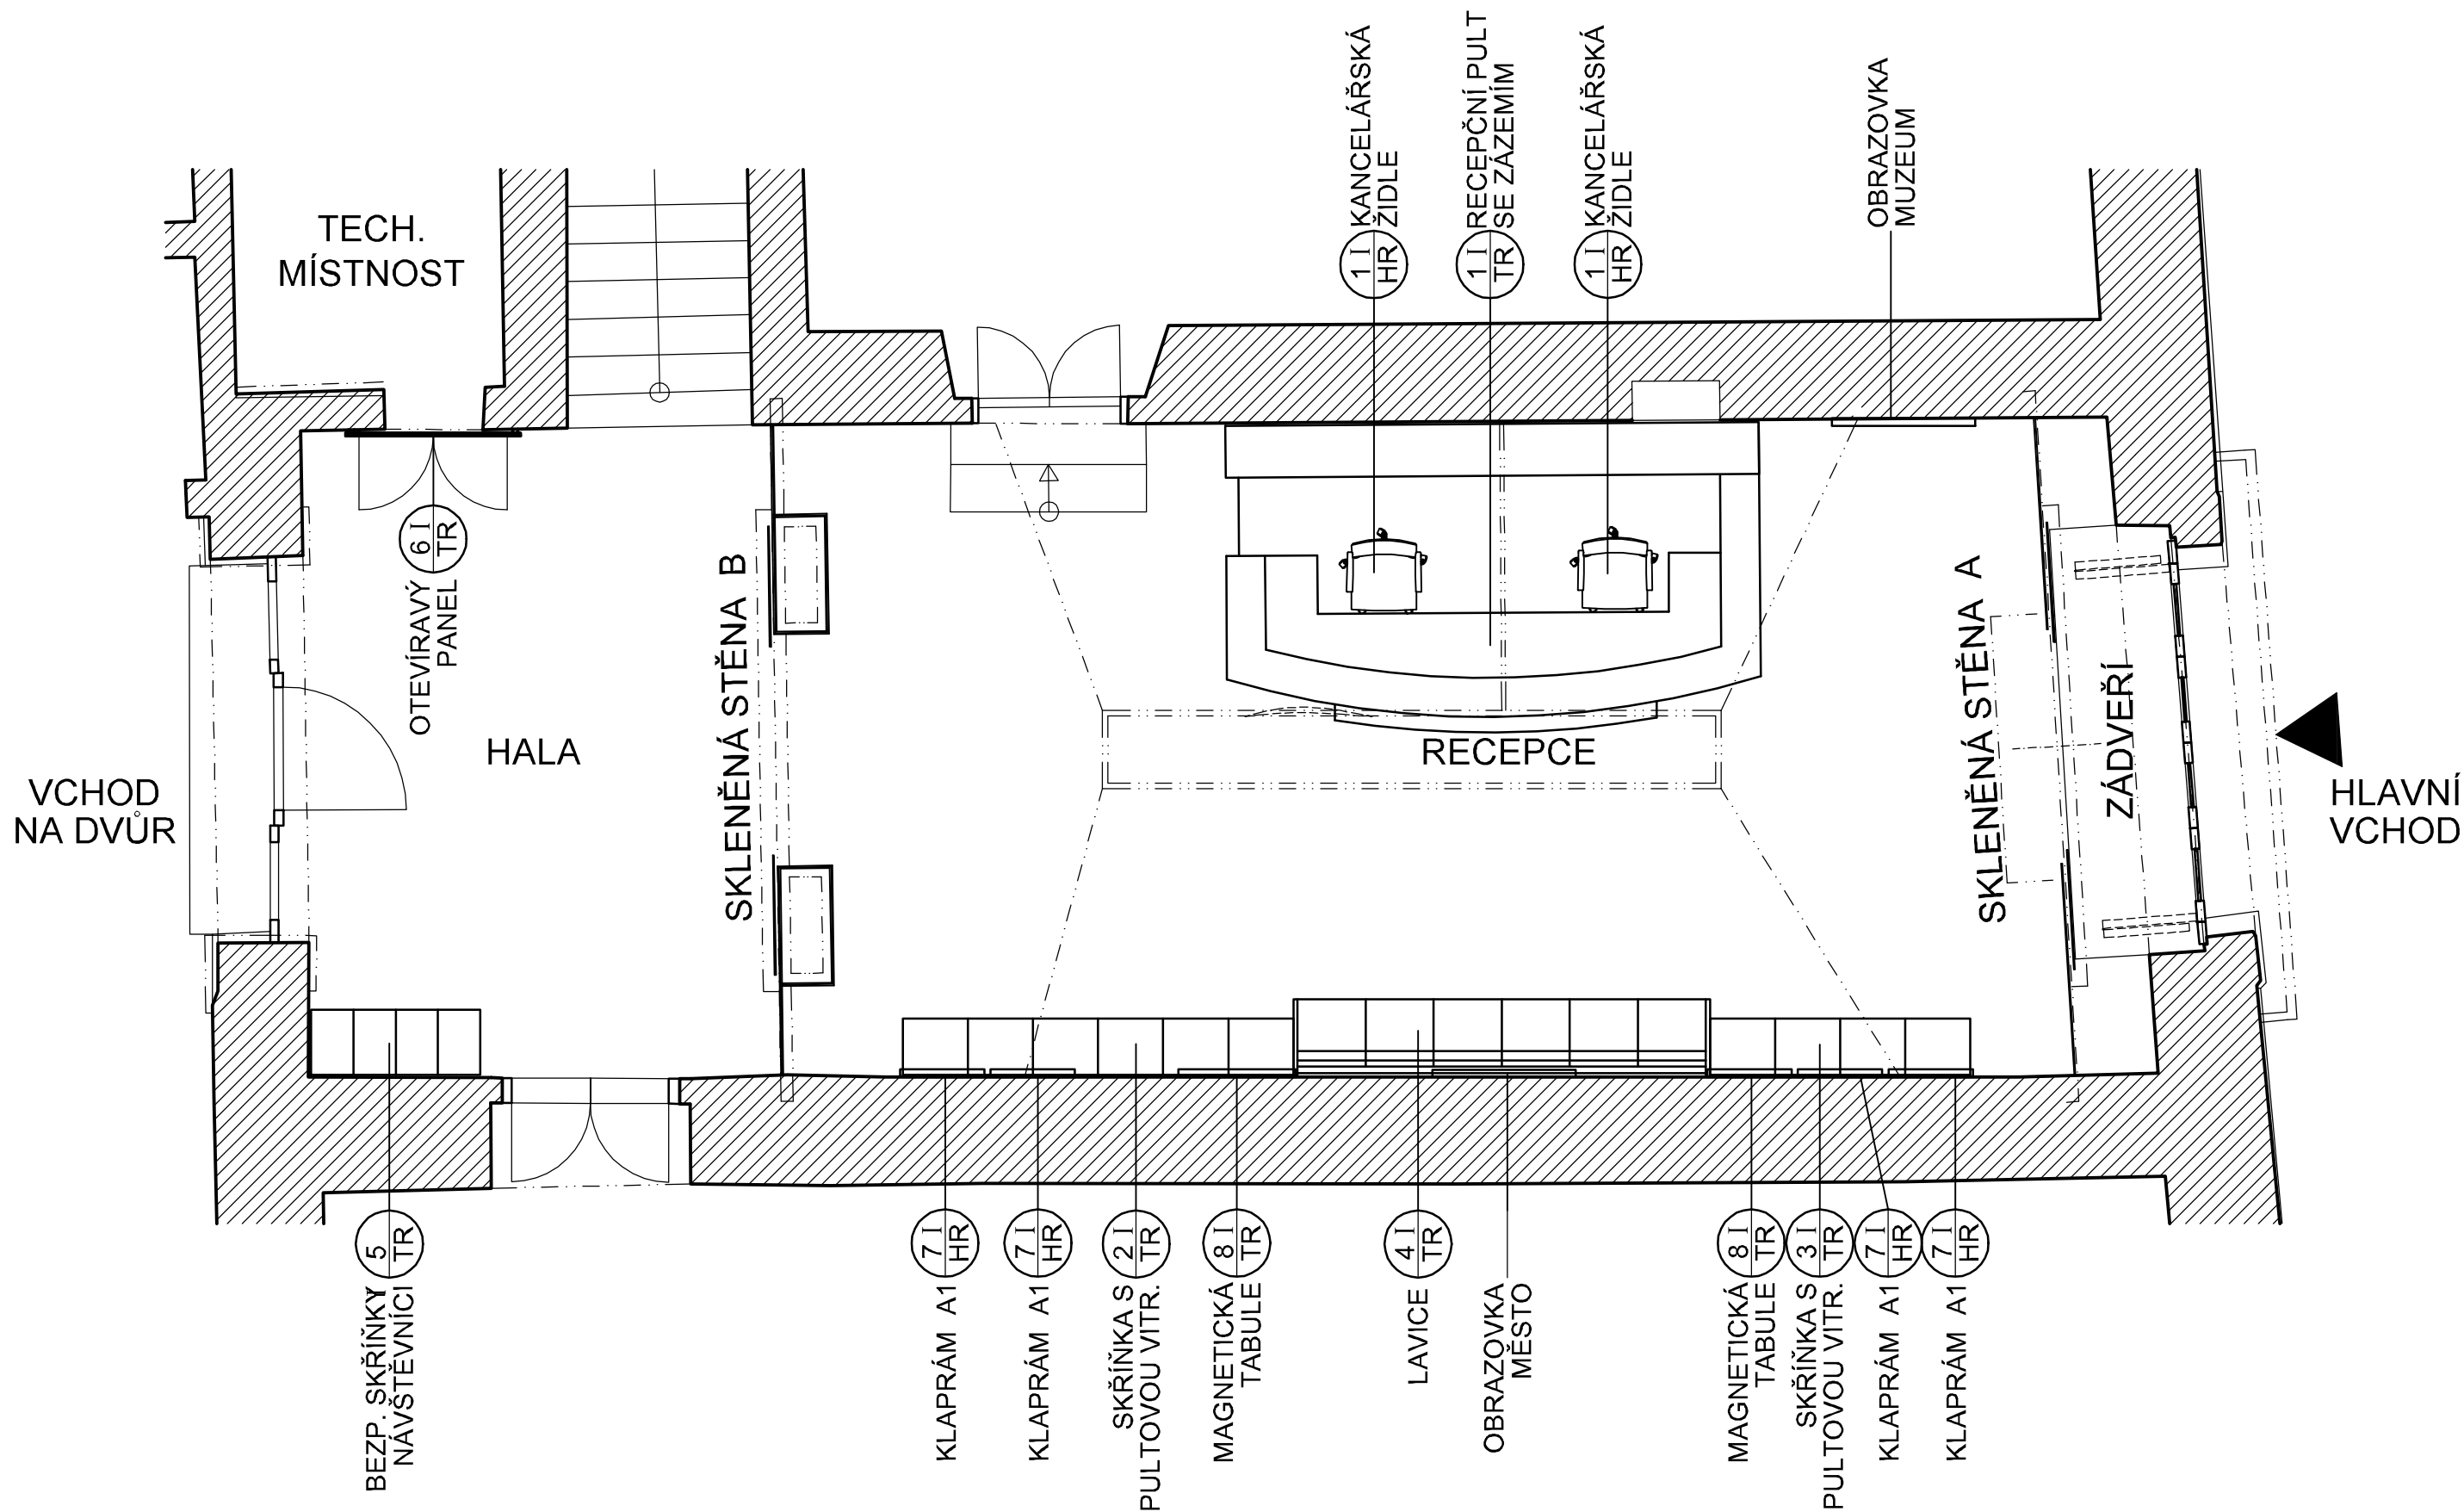 1 I
HR
KANCELÁŘSKÁ
ŽIDLE
1 I
TR
RECEPČNÍ PULT
SE ZÁZEMÍM
1 I
HR
KANCELÁŘSKÁ
ŽIDLE
OBRAZOVKA
MUZEUM
TECH.
MÍSTNOST
6 I
TR
OTEVÍRAVÝ
PANEL
HALA
VCHOD
NA DVŮR
SKLENĚNÁ STĚNA B
RECEPCE
SKLENĚNÁ STĚNA A
ZÁDVEŘÍ
HLAVNÍ
VCHOD
5 I
TR
BEZP. SKŘÍŇKY
NÁVŠTĚVNÍCI
7 I
HR
KLAPRÁM A1
7 I
HR
KLAPRÁM A1
2 I
TR
SKŘÍŇKA S
PULTOVOU VITR.
8 I
TR
MAGNETICKÁ
TABULE
4 I
TR
LAVICE
OBRAZOVKA
MĚSTO
8 I
TR
MAGNETICKÁ
TABULE
3 I
TR
SKŘÍŇKA S
PULTOVOU VITR.
7 I
HR
KLAPRÁM A1
7 I
HR
KLAPRÁM A1